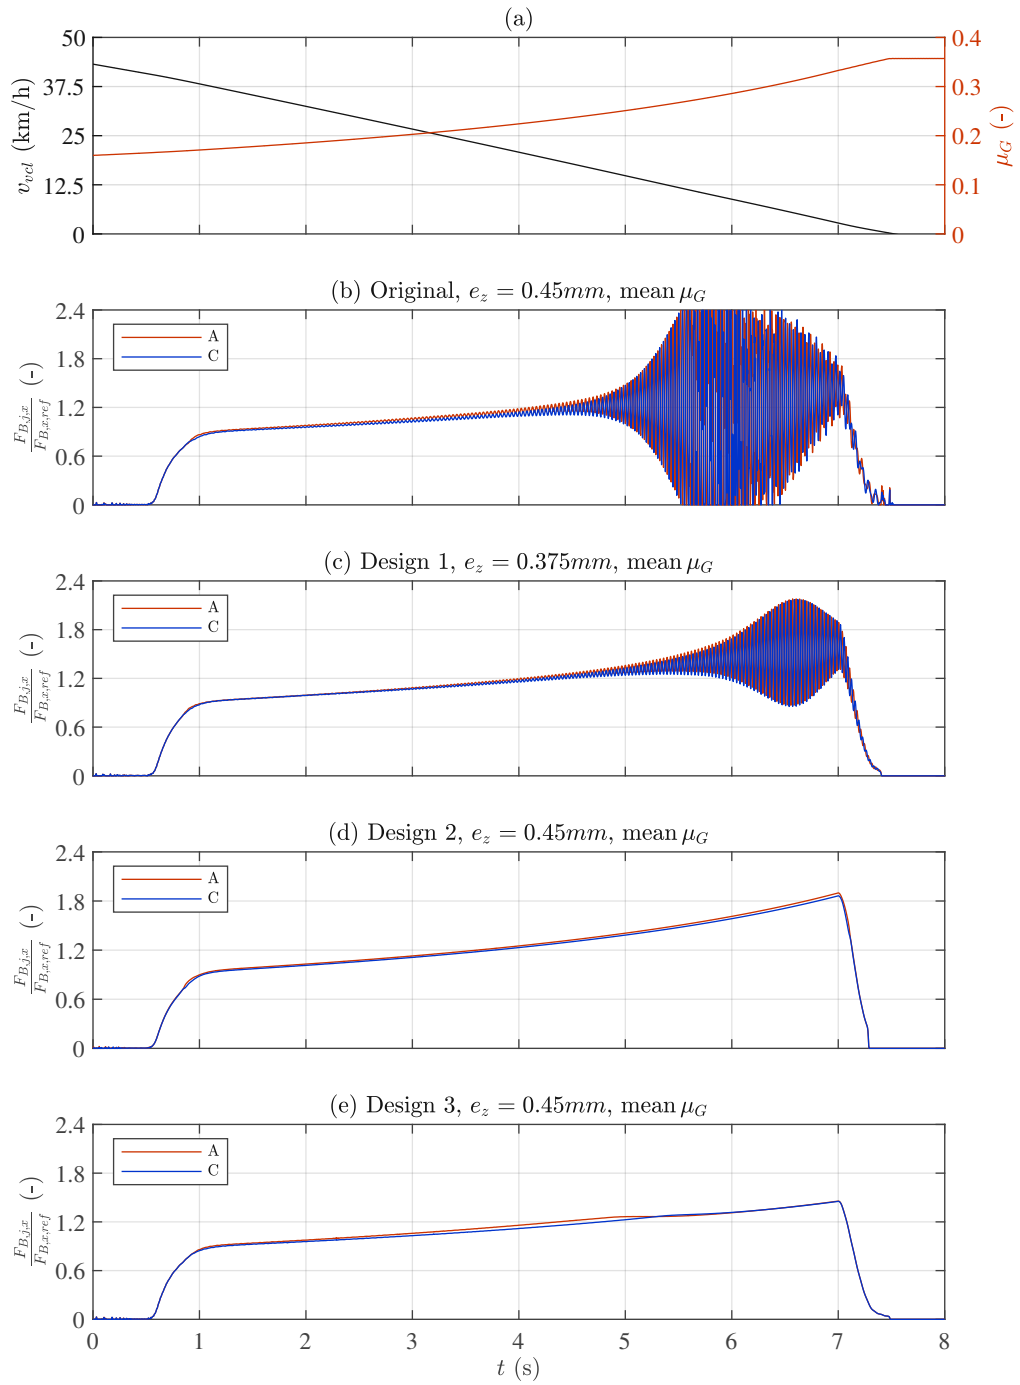 (a)
50
37.5
25
12.5
0
v_vcl (km/h)
0.4
0.3
0.2
0.1
0
μ_G (-)
(b) Original, e_z = 0.45mm, mean μ_G
2.4
1.8
1.2
0.6
0
F_B,j,x / F_B,x,ref (-)
A
C
(c) Design 1, e_z = 0.375mm, mean μ_G
2.4
1.8
1.2
0.6
0
F_B,j,x / F_B,x,ref (-)
A
C
(d) Design 2, e_z = 0.45mm, mean μ_G
2.4
1.8
1.2
0.6
0
F_B,j,x / F_B,x,ref (-)
A
C
(e) Design 3, e_z = 0.45mm, mean μ_G
2.4
1.8
1.2
0.6
0
F_B,j,x / F_B,x,ref (-)
A
C
0 1 2 3 4 5 6 7 8
t (s)